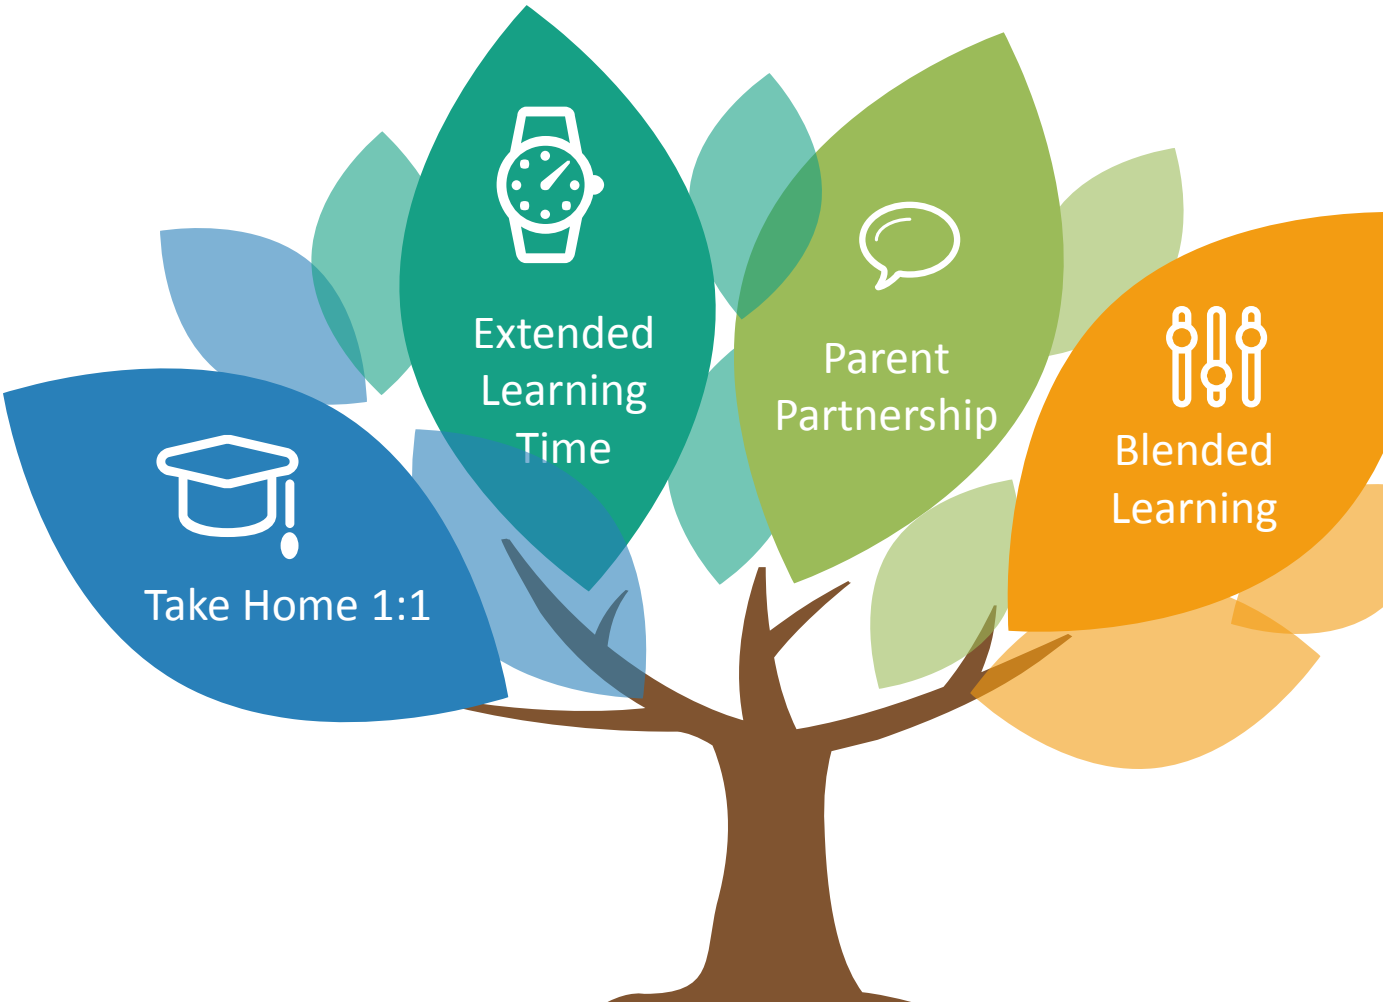 Extended
Learning
Time
Parent
Partnership
Blended
Learning
Take Home 1:1